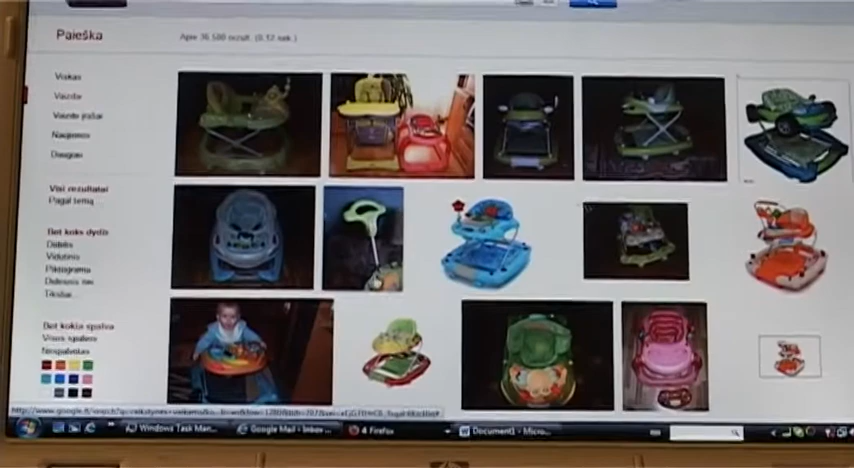 Paieška
Apie 36 500 rezult. (0.12 sek.)
Viskas
Vaizdai
Vaizdo įrašai
Naujienos
Daugiau
Visi rezultatai
Pagal temą
Bet koks dydis
Didelis
Vidutinis
Piktograma
Didesnis nei...
Tikslus...
Bet kokia spalva
Visos spalvos
Nespalvotas
Windows Task Man...
Google Mail - Inbox ...
4 Firefox
Document1 - Micro...